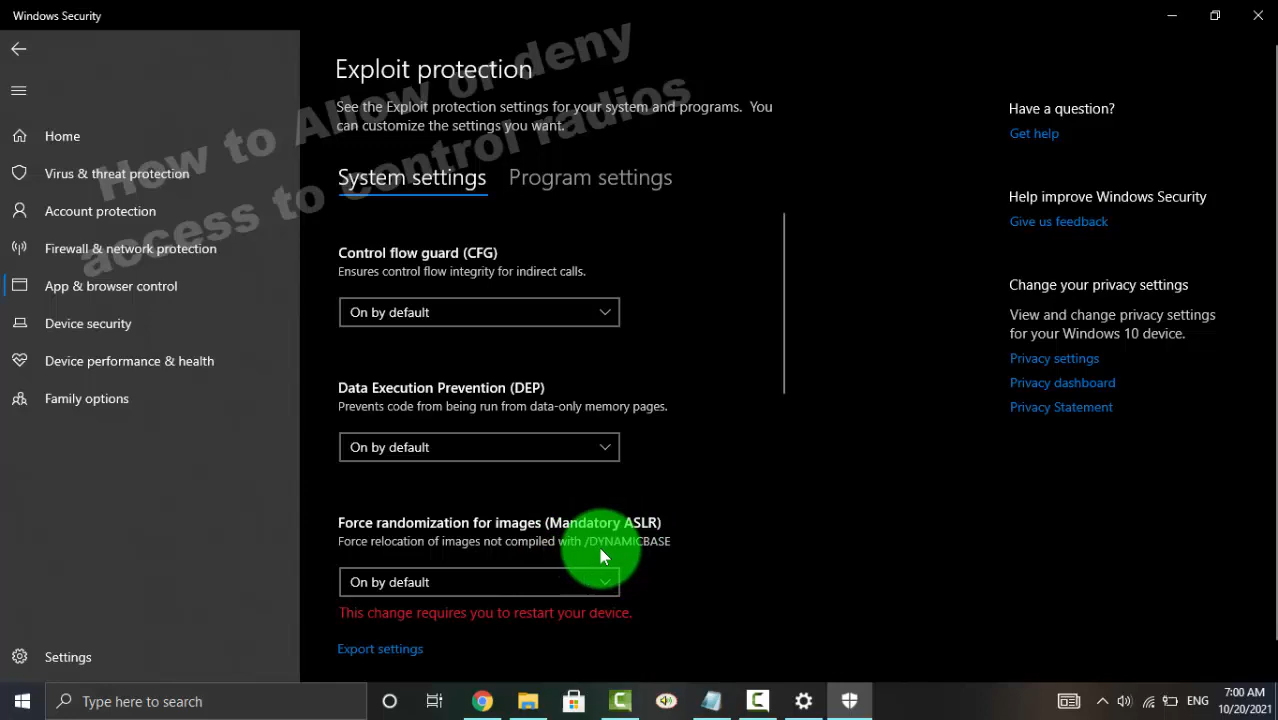 Windows Security
How to Allow or deny
access to control radios
Home
Virus & threat protection
Account protection
Firewall & network protection
App & browser control
Device security
Device performance & health
Family options
Settings
Exploit protection
See the Exploit protection settings for your system and programs. You
can customize the settings you want.
System settings Program settings
Control flow guard (CFG)
Ensures control flow integrity for indirect calls.
On by default
Data Execution Prevention (DEP)
Prevents code from being run from data-only memory pages.
On by default
Force randomization for images (Mandatory ASLR)
Force relocation of images not compiled with /DYNAMICBASE
On by default
This change requires you to restart your device.
Export settings
Have a question?
Get help
Help improve Windows Security
Give us feedback
Change your privacy settings
View and change privacy settings
for your Windows 10 device.
Privacy settings
Privacy dashboard
Privacy Statement
Type here to search
ENG
7:00 AM
10/20/2021